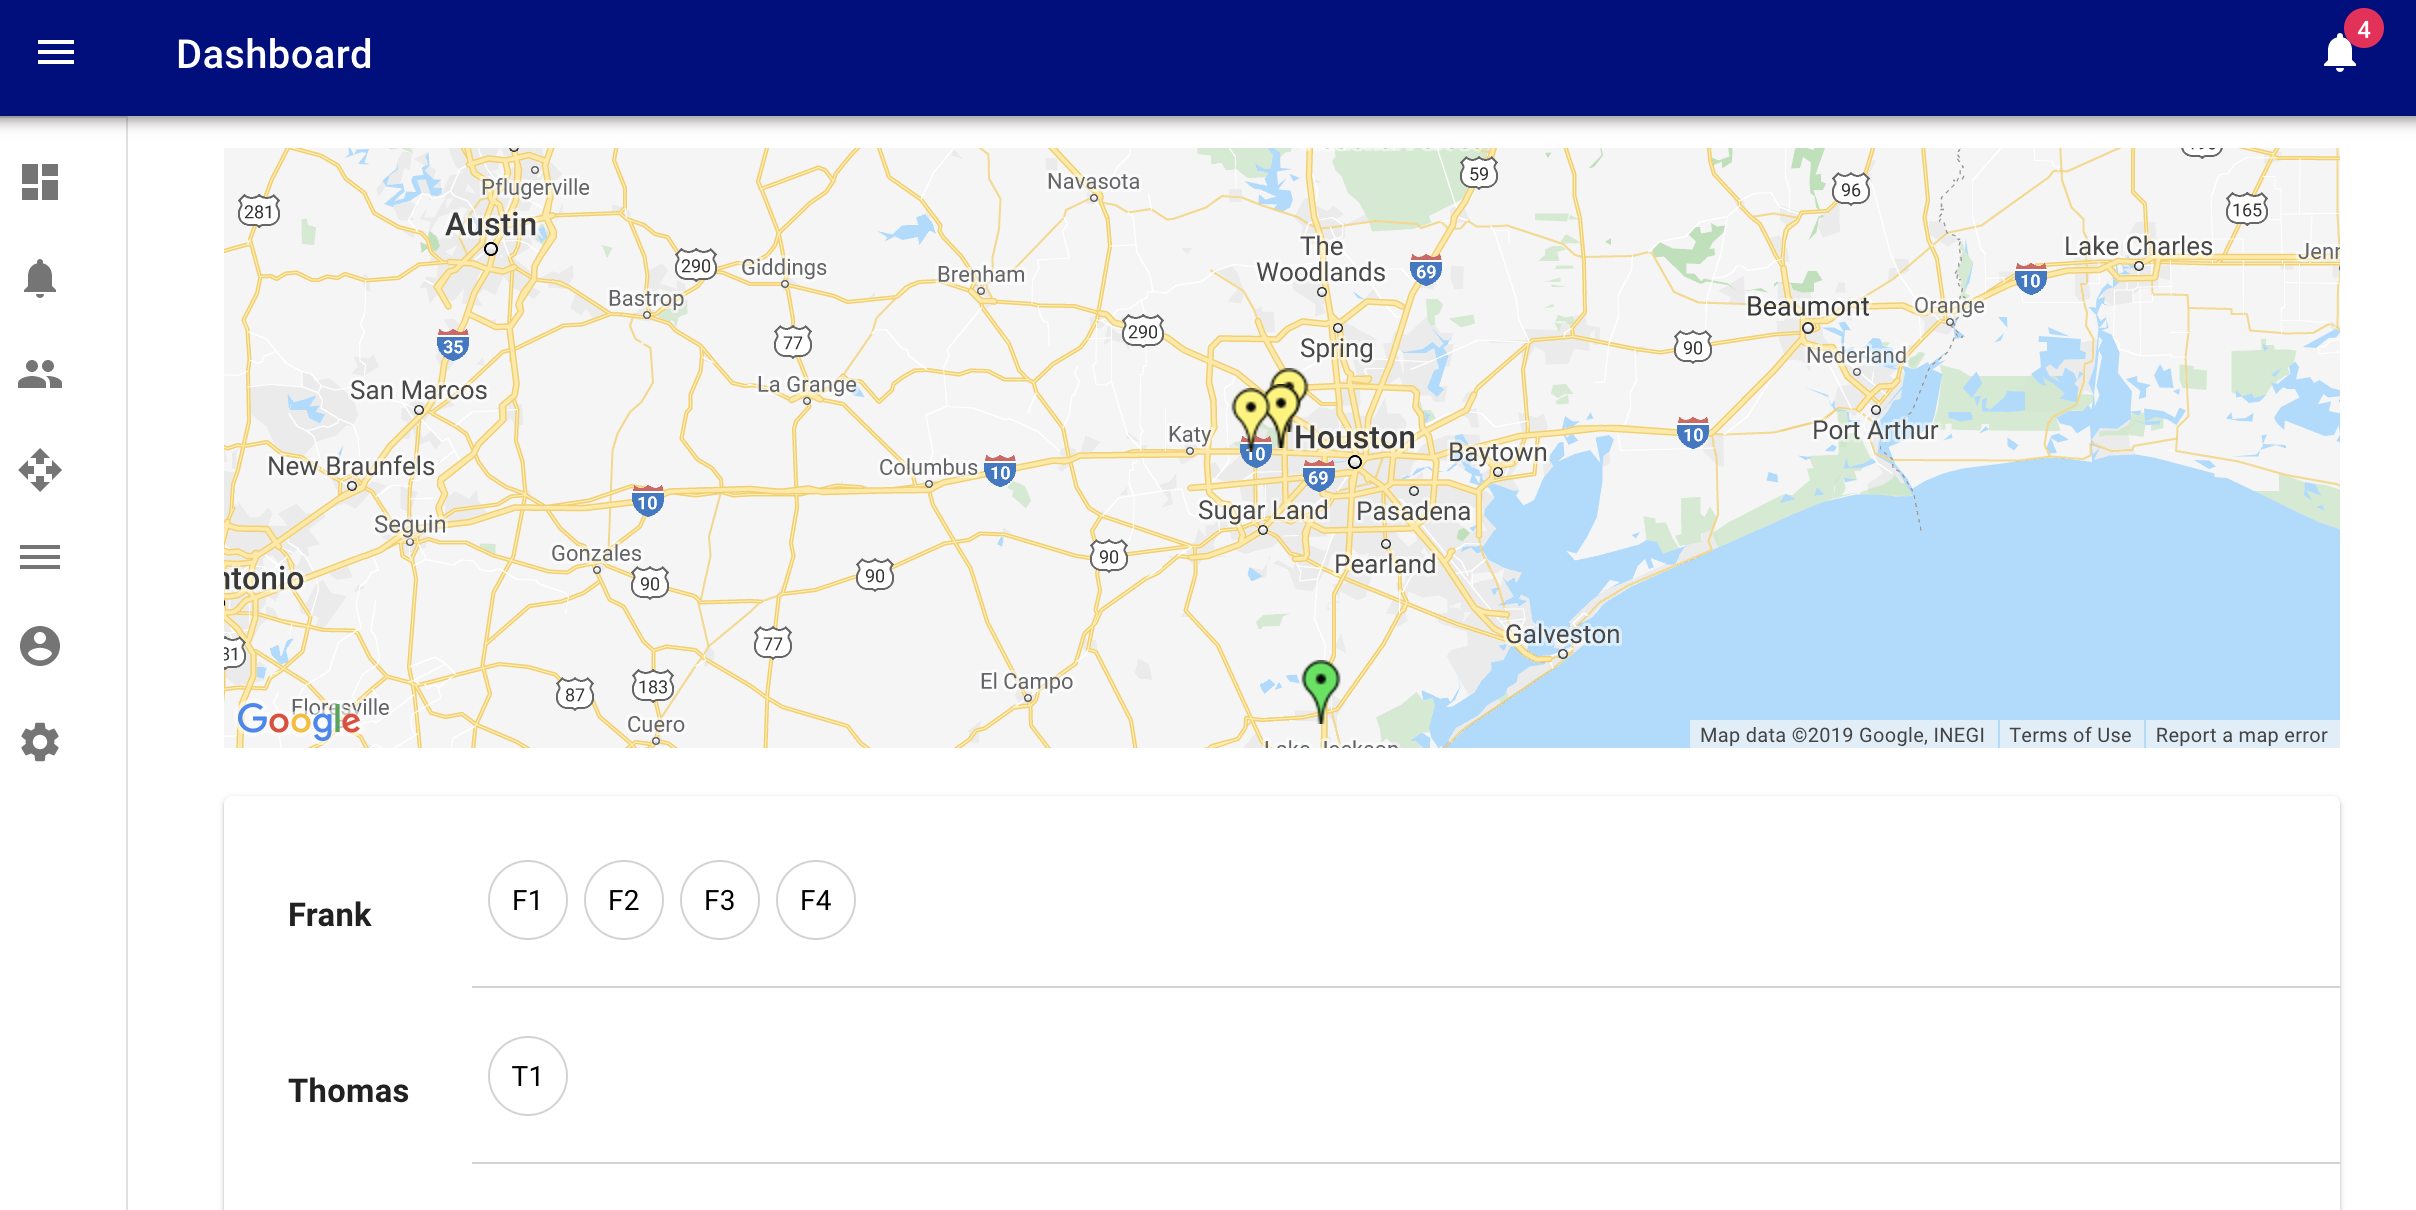 Dashboard
4
Pflugerville
Navasota
59
96
281
165
Austin
The
Woodlands
Lake Charles
290
Giddings
Brenham
69
10
Bastrop
Beaumont
Orange
35
77
290
Spring
90
Nederland
San Marcos
La Grange
Katy
Houston
10
Port Arthur
New Braunfels
Columbus
10
10
69
Baytown
10
Sugar Land
Pasadena
Seguin
Gonzales
90
90
90
Pearland
ntonio
77
Galveston
El Campo
87
183
Floresville
Cuero
Google
Lake Jackson
Map data ©2019 Google, INEGI
Terms of Use
Report a map error
Frank
F1
F2
F3
F4
Thomas
T1